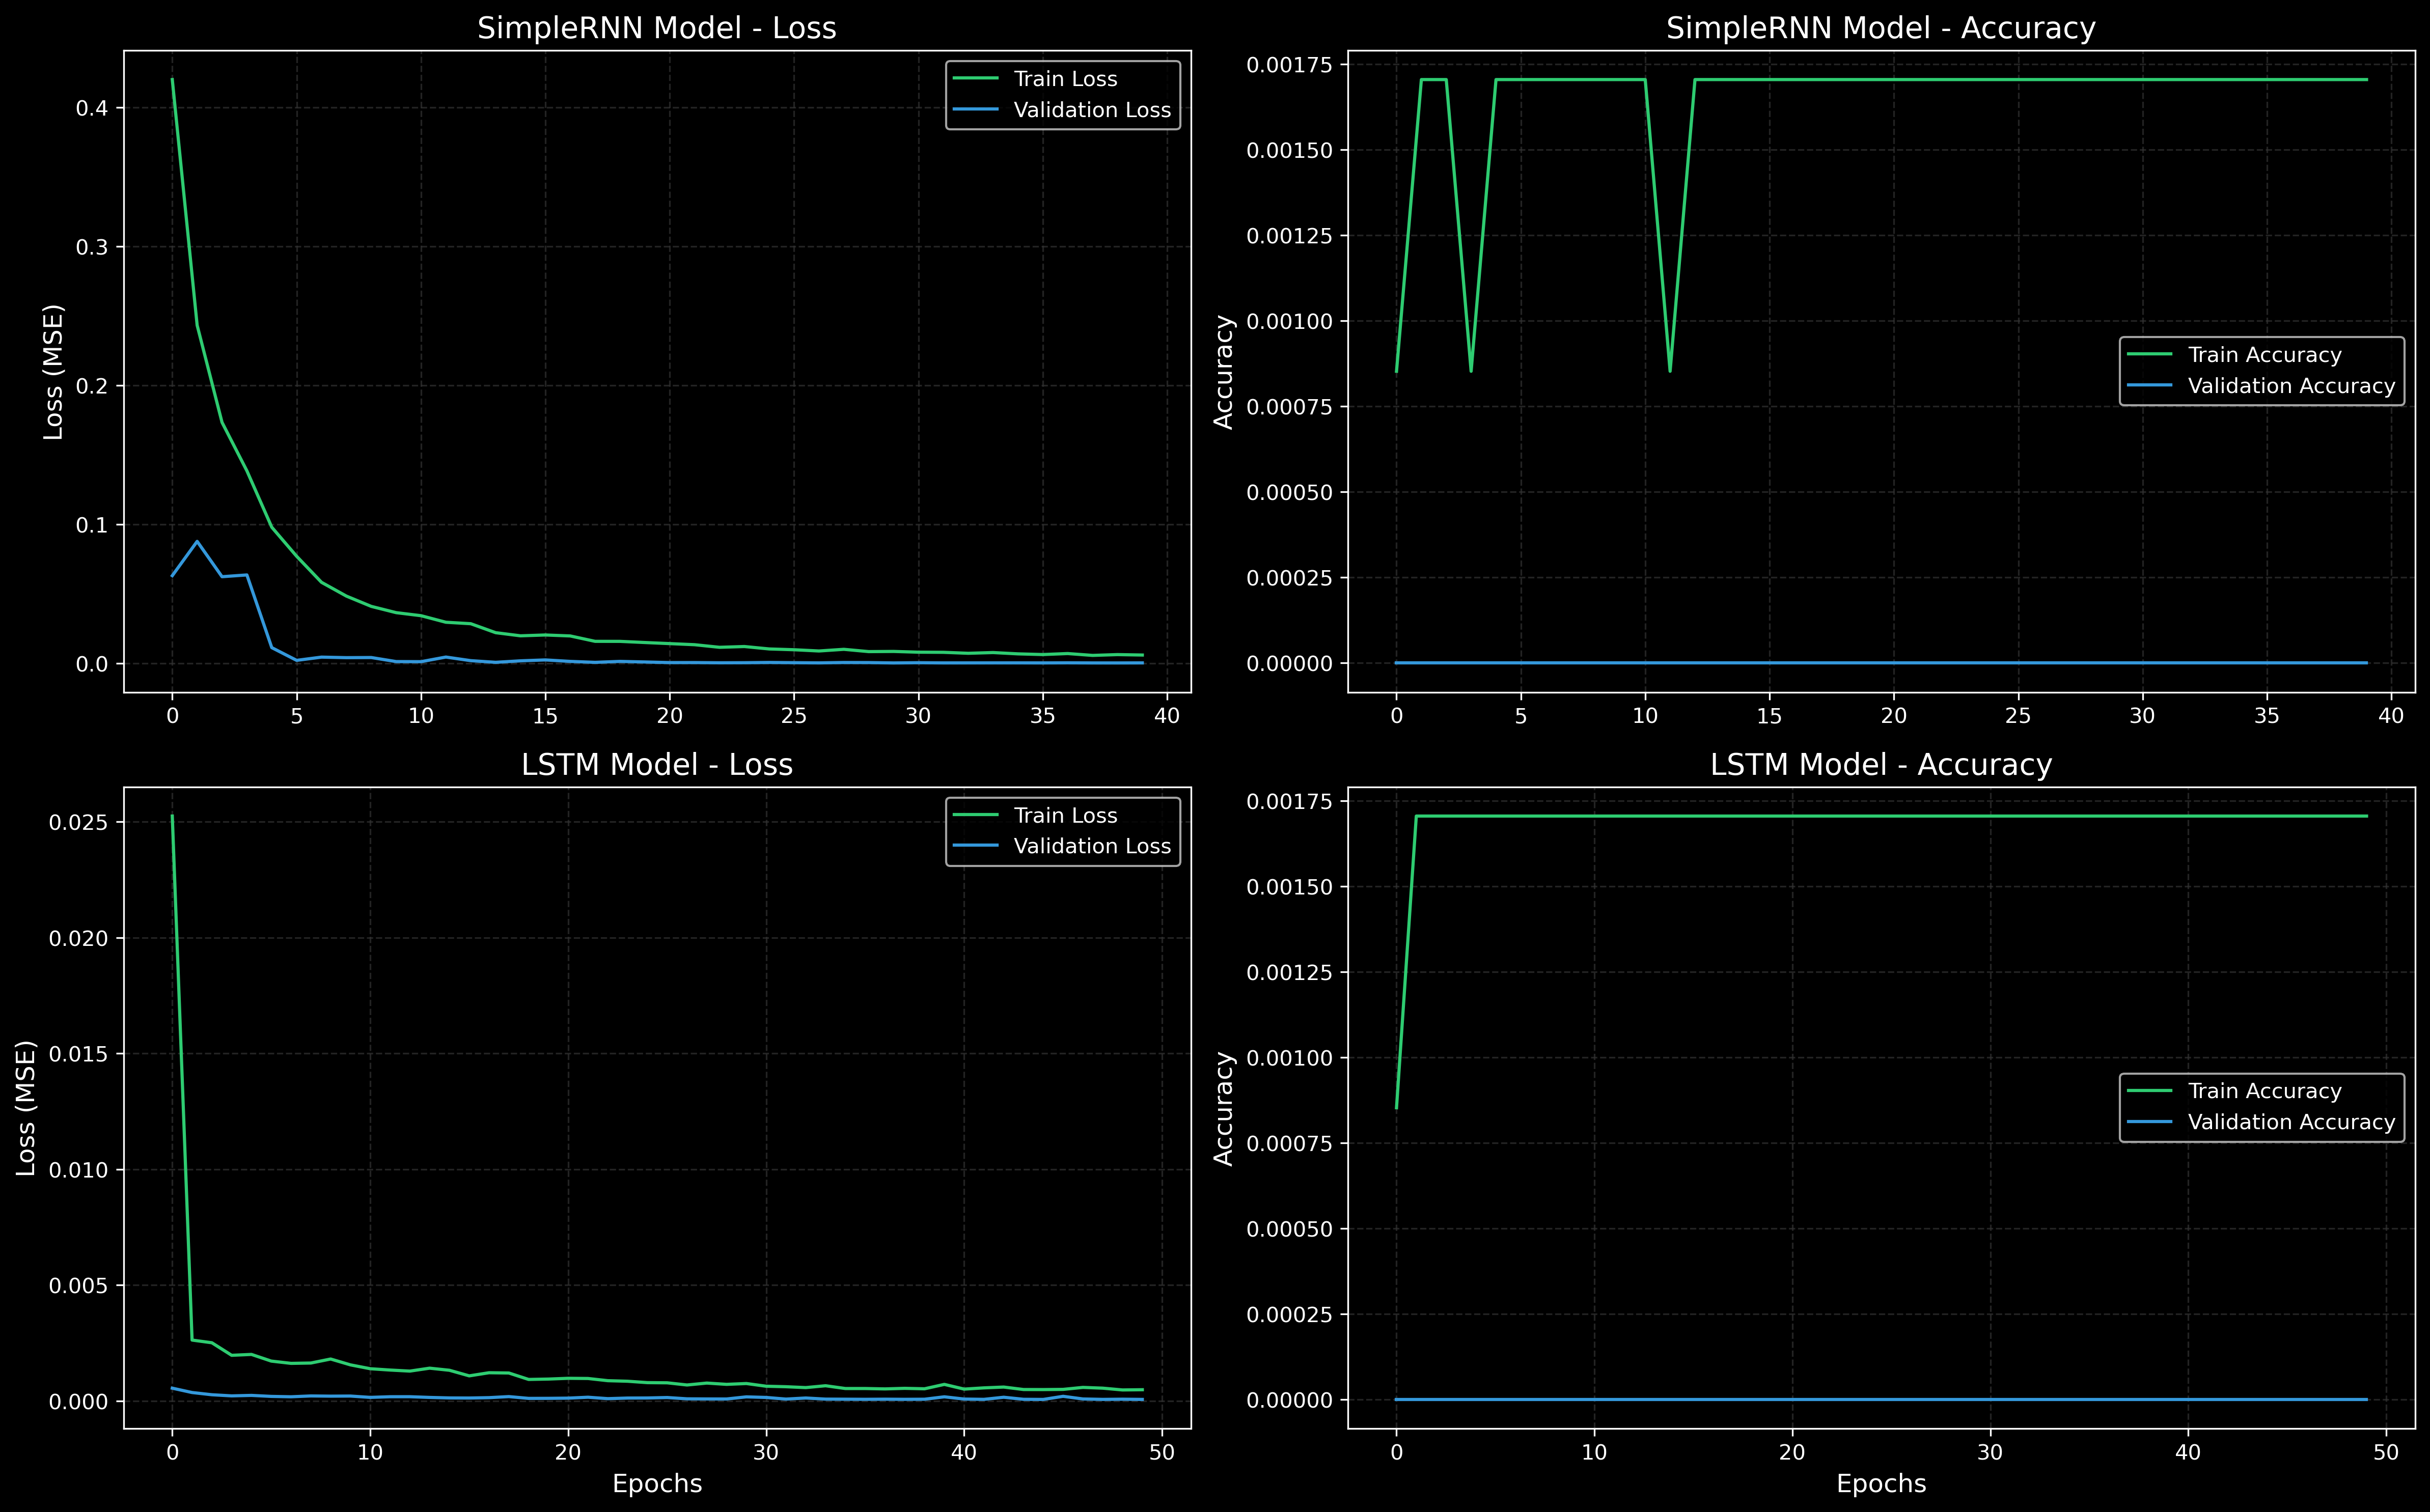 SimpleRNN Model - Loss
Loss (MSE)
0.4
0.3
0.2
0.1
0.0
0 5 10 15 20 25 30 35 40
Train Loss
Validation Loss
SimpleRNN Model - Accuracy
Accuracy
0.00175
0.00150
0.00125
0.00100
0.00075
0.00050
0.00025
0.00000
0 5 10 15 20 25 30 35 40
Train Accuracy
Validation Accuracy
LSTM Model - Loss
Loss (MSE)
0.025
0.020
0.015
0.010
0.005
0.000
0 10 20 30 40 50
Epochs
Train Loss
Validation Loss
LSTM Model - Accuracy
Accuracy
0.00175
0.00150
0.00125
0.00100
0.00075
0.00050
0.00025
0.00000
0 10 20 30 40 50
Epochs
Train Accuracy
Validation Accuracy